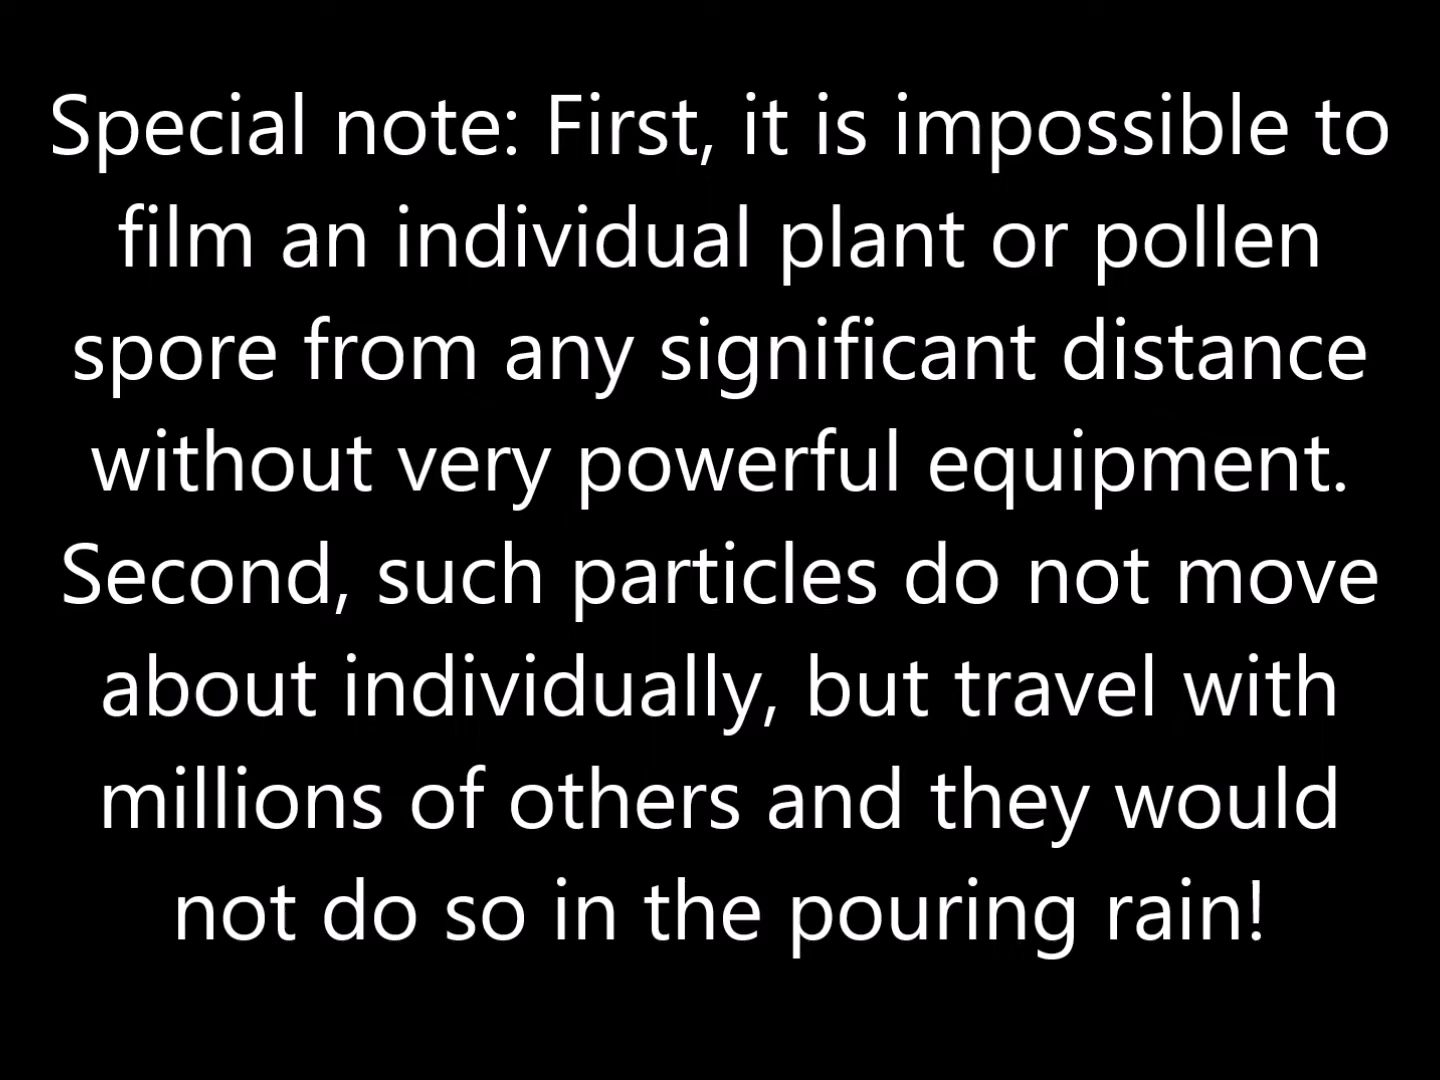 Special note: First, it is impossible to
film an individual plant or pollen
spore from any significant distance
without very powerful equipment.
Second, such particles do not move
about individually, but travel with
millions of others and they would
not do so in the pouring rain!